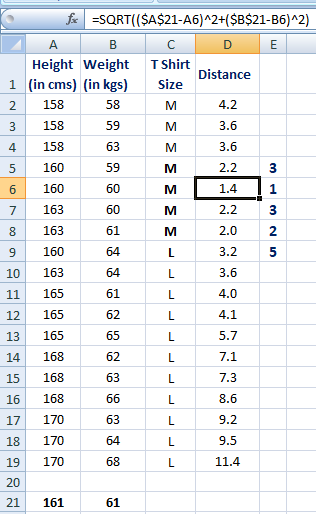 fx =SQRT(($A$21-A6)^2+($B$21-B6)^2)
A B C D E
1 Height (in cms) Weight (in kgs) T Shirt Size Distance
2 158 58 M 4.2
3 158 59 M 3.6
4 158 63 M 3.6
5 160 59 M 2.2 3
6 160 60 M 1.4 1
7 163 60 M 2.2 3
8 163 61 M 2.0 2
9 160 64 L 3.2 5
10 163 64 L 3.6
11 165 61 L 4.0
12 165 62 L 4.1
13 165 65 L 5.7
14 168 62 L 7.1
15 168 63 L 7.3
16 168 66 L 8.6
17 170 63 L 9.2
18 170 64 L 9.5
19 170 68 L 11.4
20
21 161 61